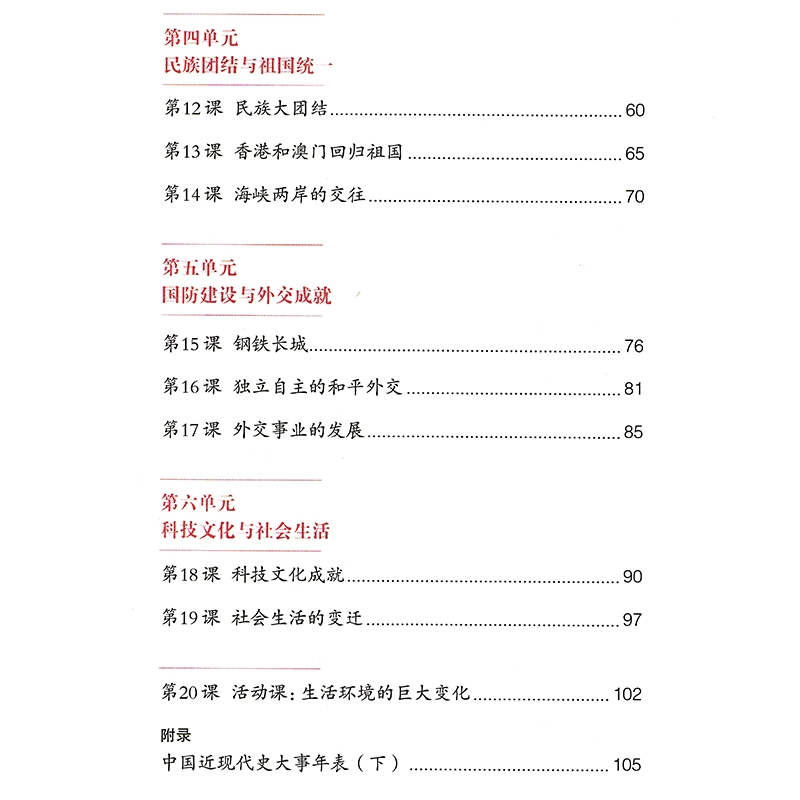 第四单元
民族团结与祖国统一
第12课 民族大团结 60
第13课 香港和澳门回归祖国 65
第14课 海峡两岸的交往 70
第五单元
国防建设与外交成就
第15课 钢铁长城 76
第16课 独立自主的和平外交 81
第17课 外交事业的发展 85
第六单元
科技文化与社会生活
第18课 科技文化成就 90
第19课 社会生活的变迁 97
第20课 活动课：生活环境的巨大变化 102
附录
中国近现代史大事年表（下） 105